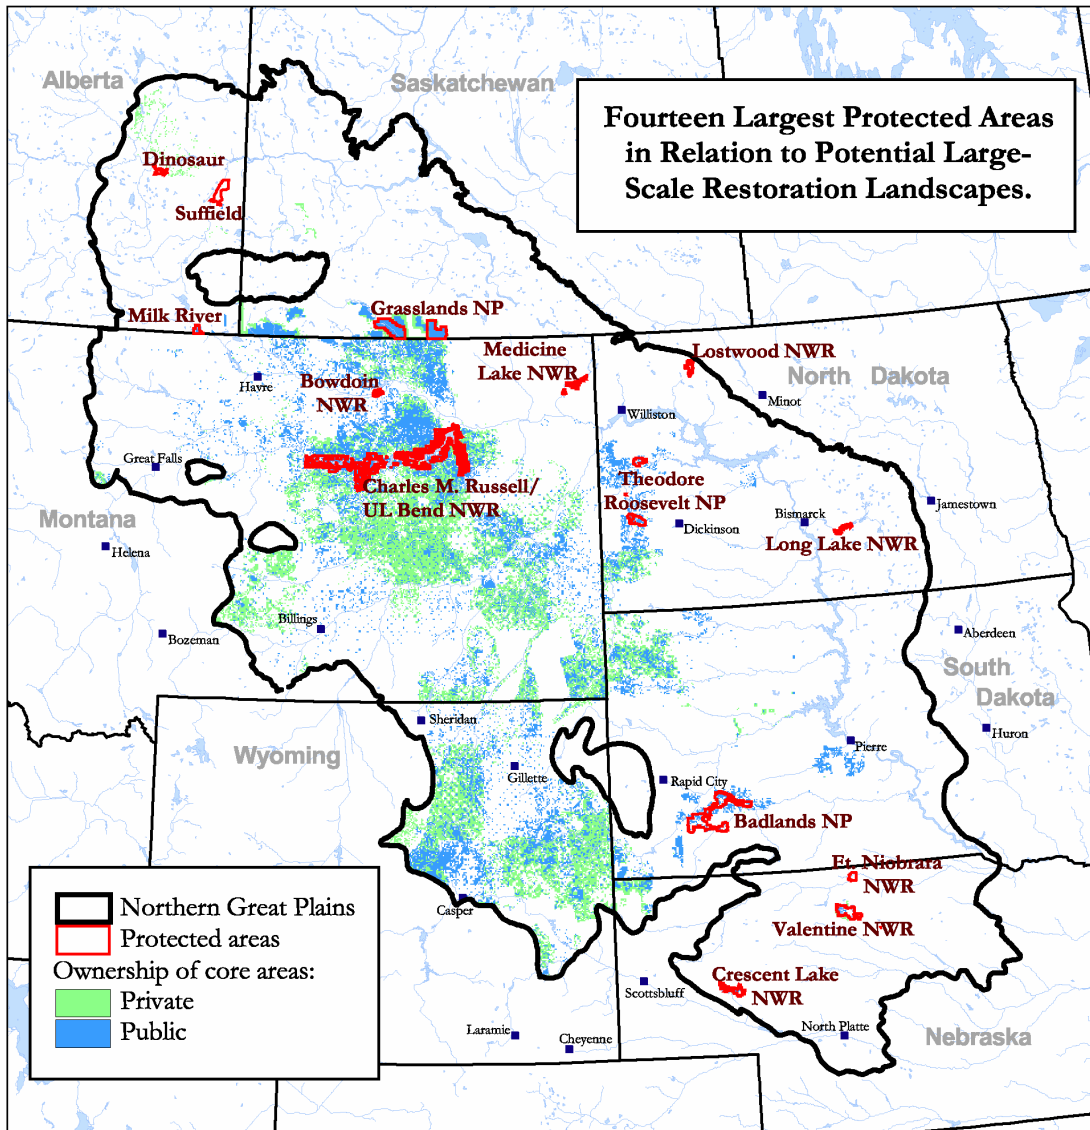 Alberta
Saskatchewan
Fourteen Largest Protected Areas
in Relation to Potential Large-
Scale Restoration Landscapes.
Dinosaur
Suffield
Milk River
Grasslands NP
Medicine
Lake NWR
Lostwood NWR
North Dakota
Havre
Bowdoin
NWR
Minot
Williston
Great Falls
Charles M. Russell/
UL Bend NWR
Theodore
Roosevelt NP
Montana
Helena
Dickinson
Bismarck
Jamestown
Long Lake NWR
Billings
Bozeman
Aberdeen
South
Dakota
Sheridan
Wyoming
Gillette
Huron
Pierre
Rapid City
Badlands NP
Ft. Niobrara
NWR
Valentine NWR
Casper
Crescent Lake
NWR
Scottsbluff
North Platte
Nebraska
Laramie
Cheyenne
Northern Great Plains
Protected areas
Ownership of core areas:
Private
Public